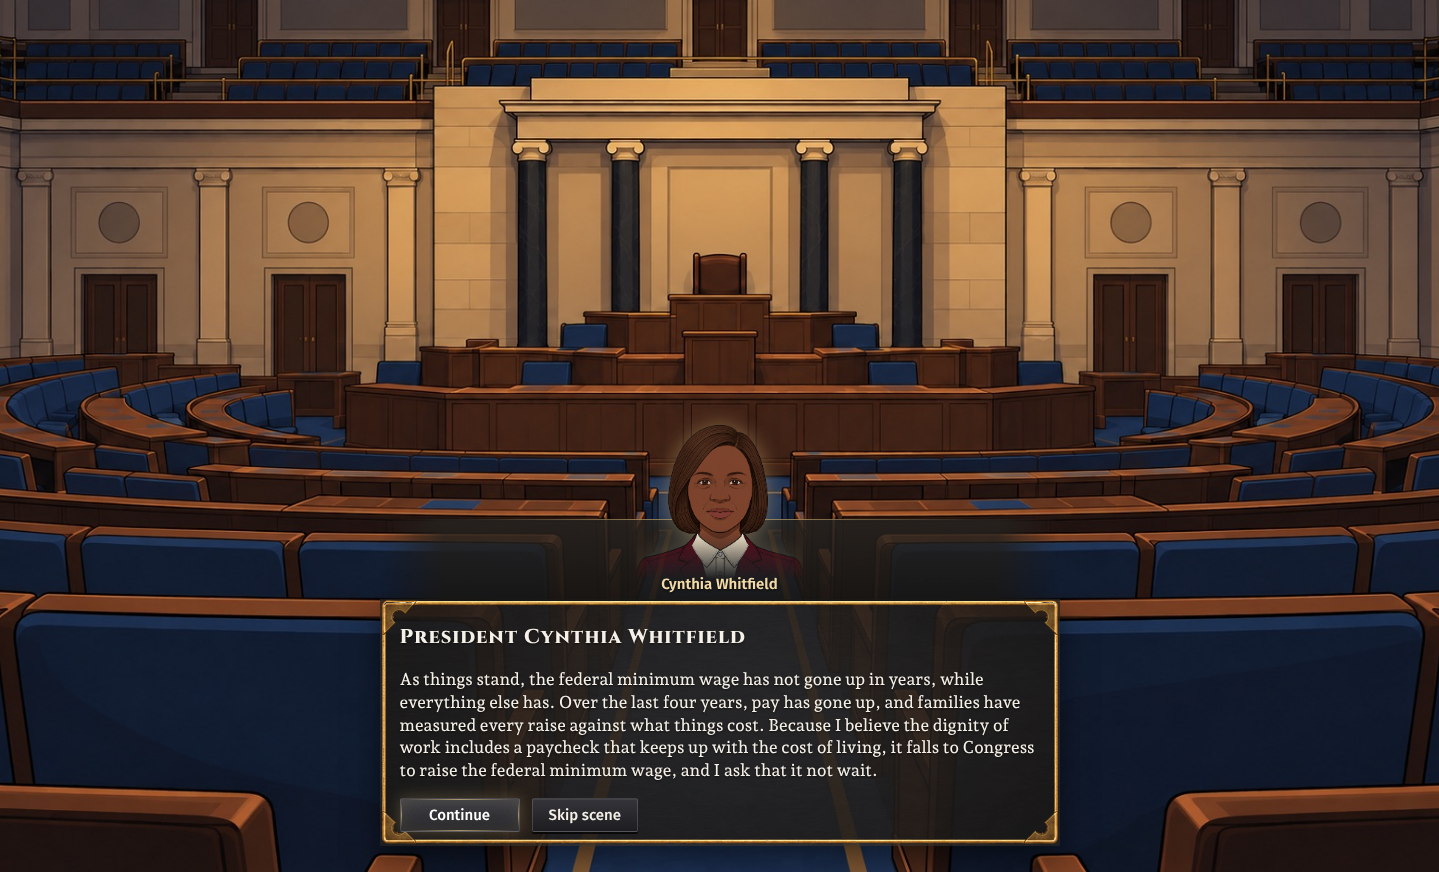 Cynthia Whitfield
President Cynthia Whitfield
As things stand, the federal minimum wage has not gone up in years, while
everything else has. Over the last four years, pay has gone up, and families have
measured every raise against what things cost. Because I believe the dignity of
work includes a paycheck that keeps up with the cost of living, it falls to Congress
to raise the federal minimum wage, and I ask that it not wait.
Continue
Skip scene